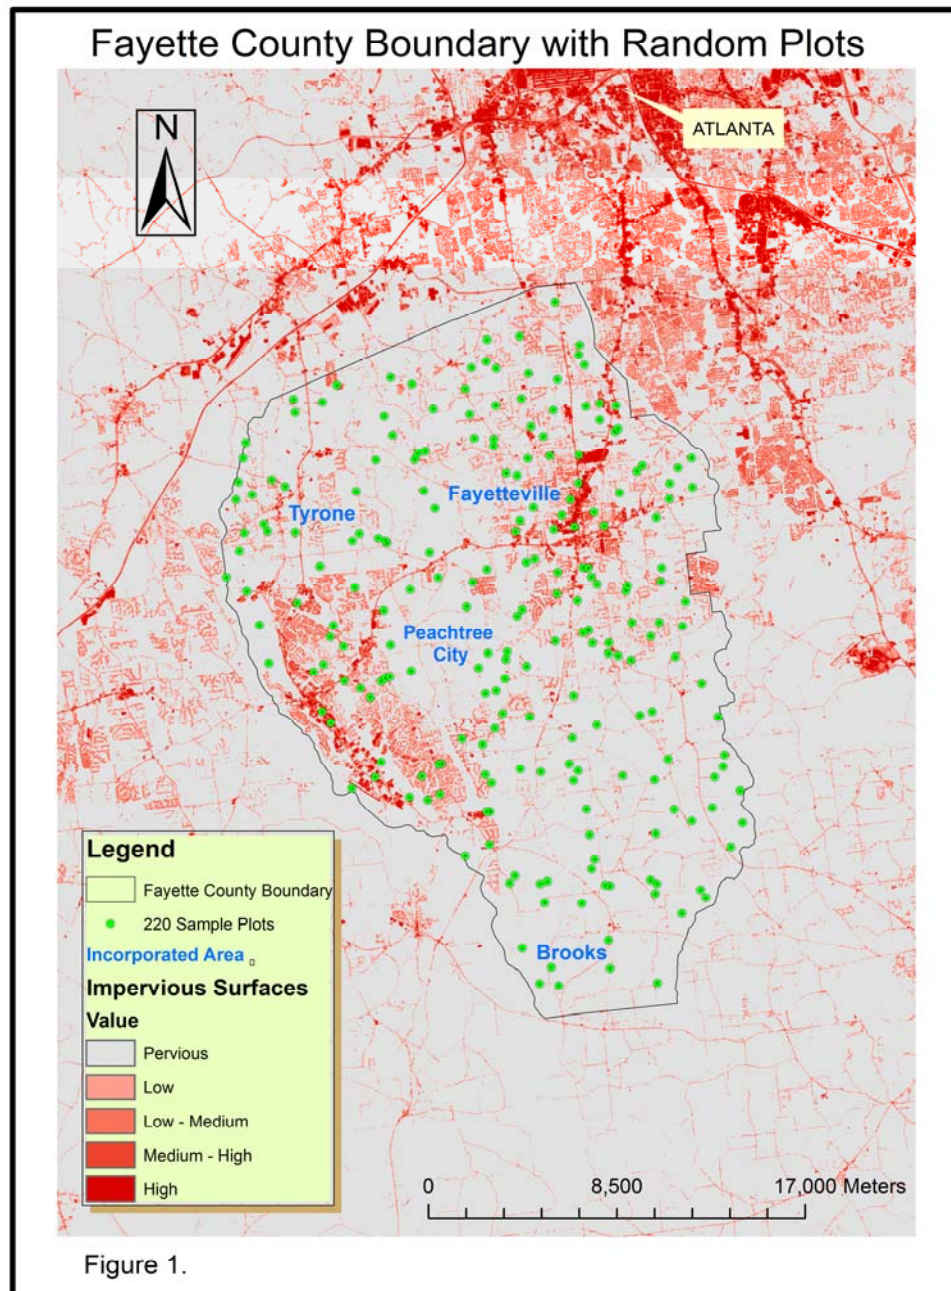 Fayette County Boundary with Random Plots
N
ATLANTA
Tyrone
Fayetteville
Peachtree
City
Brooks
Legend
Fayette County Boundary
220 Sample Plots
Incorporated Area
Impervious Surfaces
Value
Pervious
Low
Low - Medium
Medium - High
High
0 8,500 17,000 Meters
Figure 1.